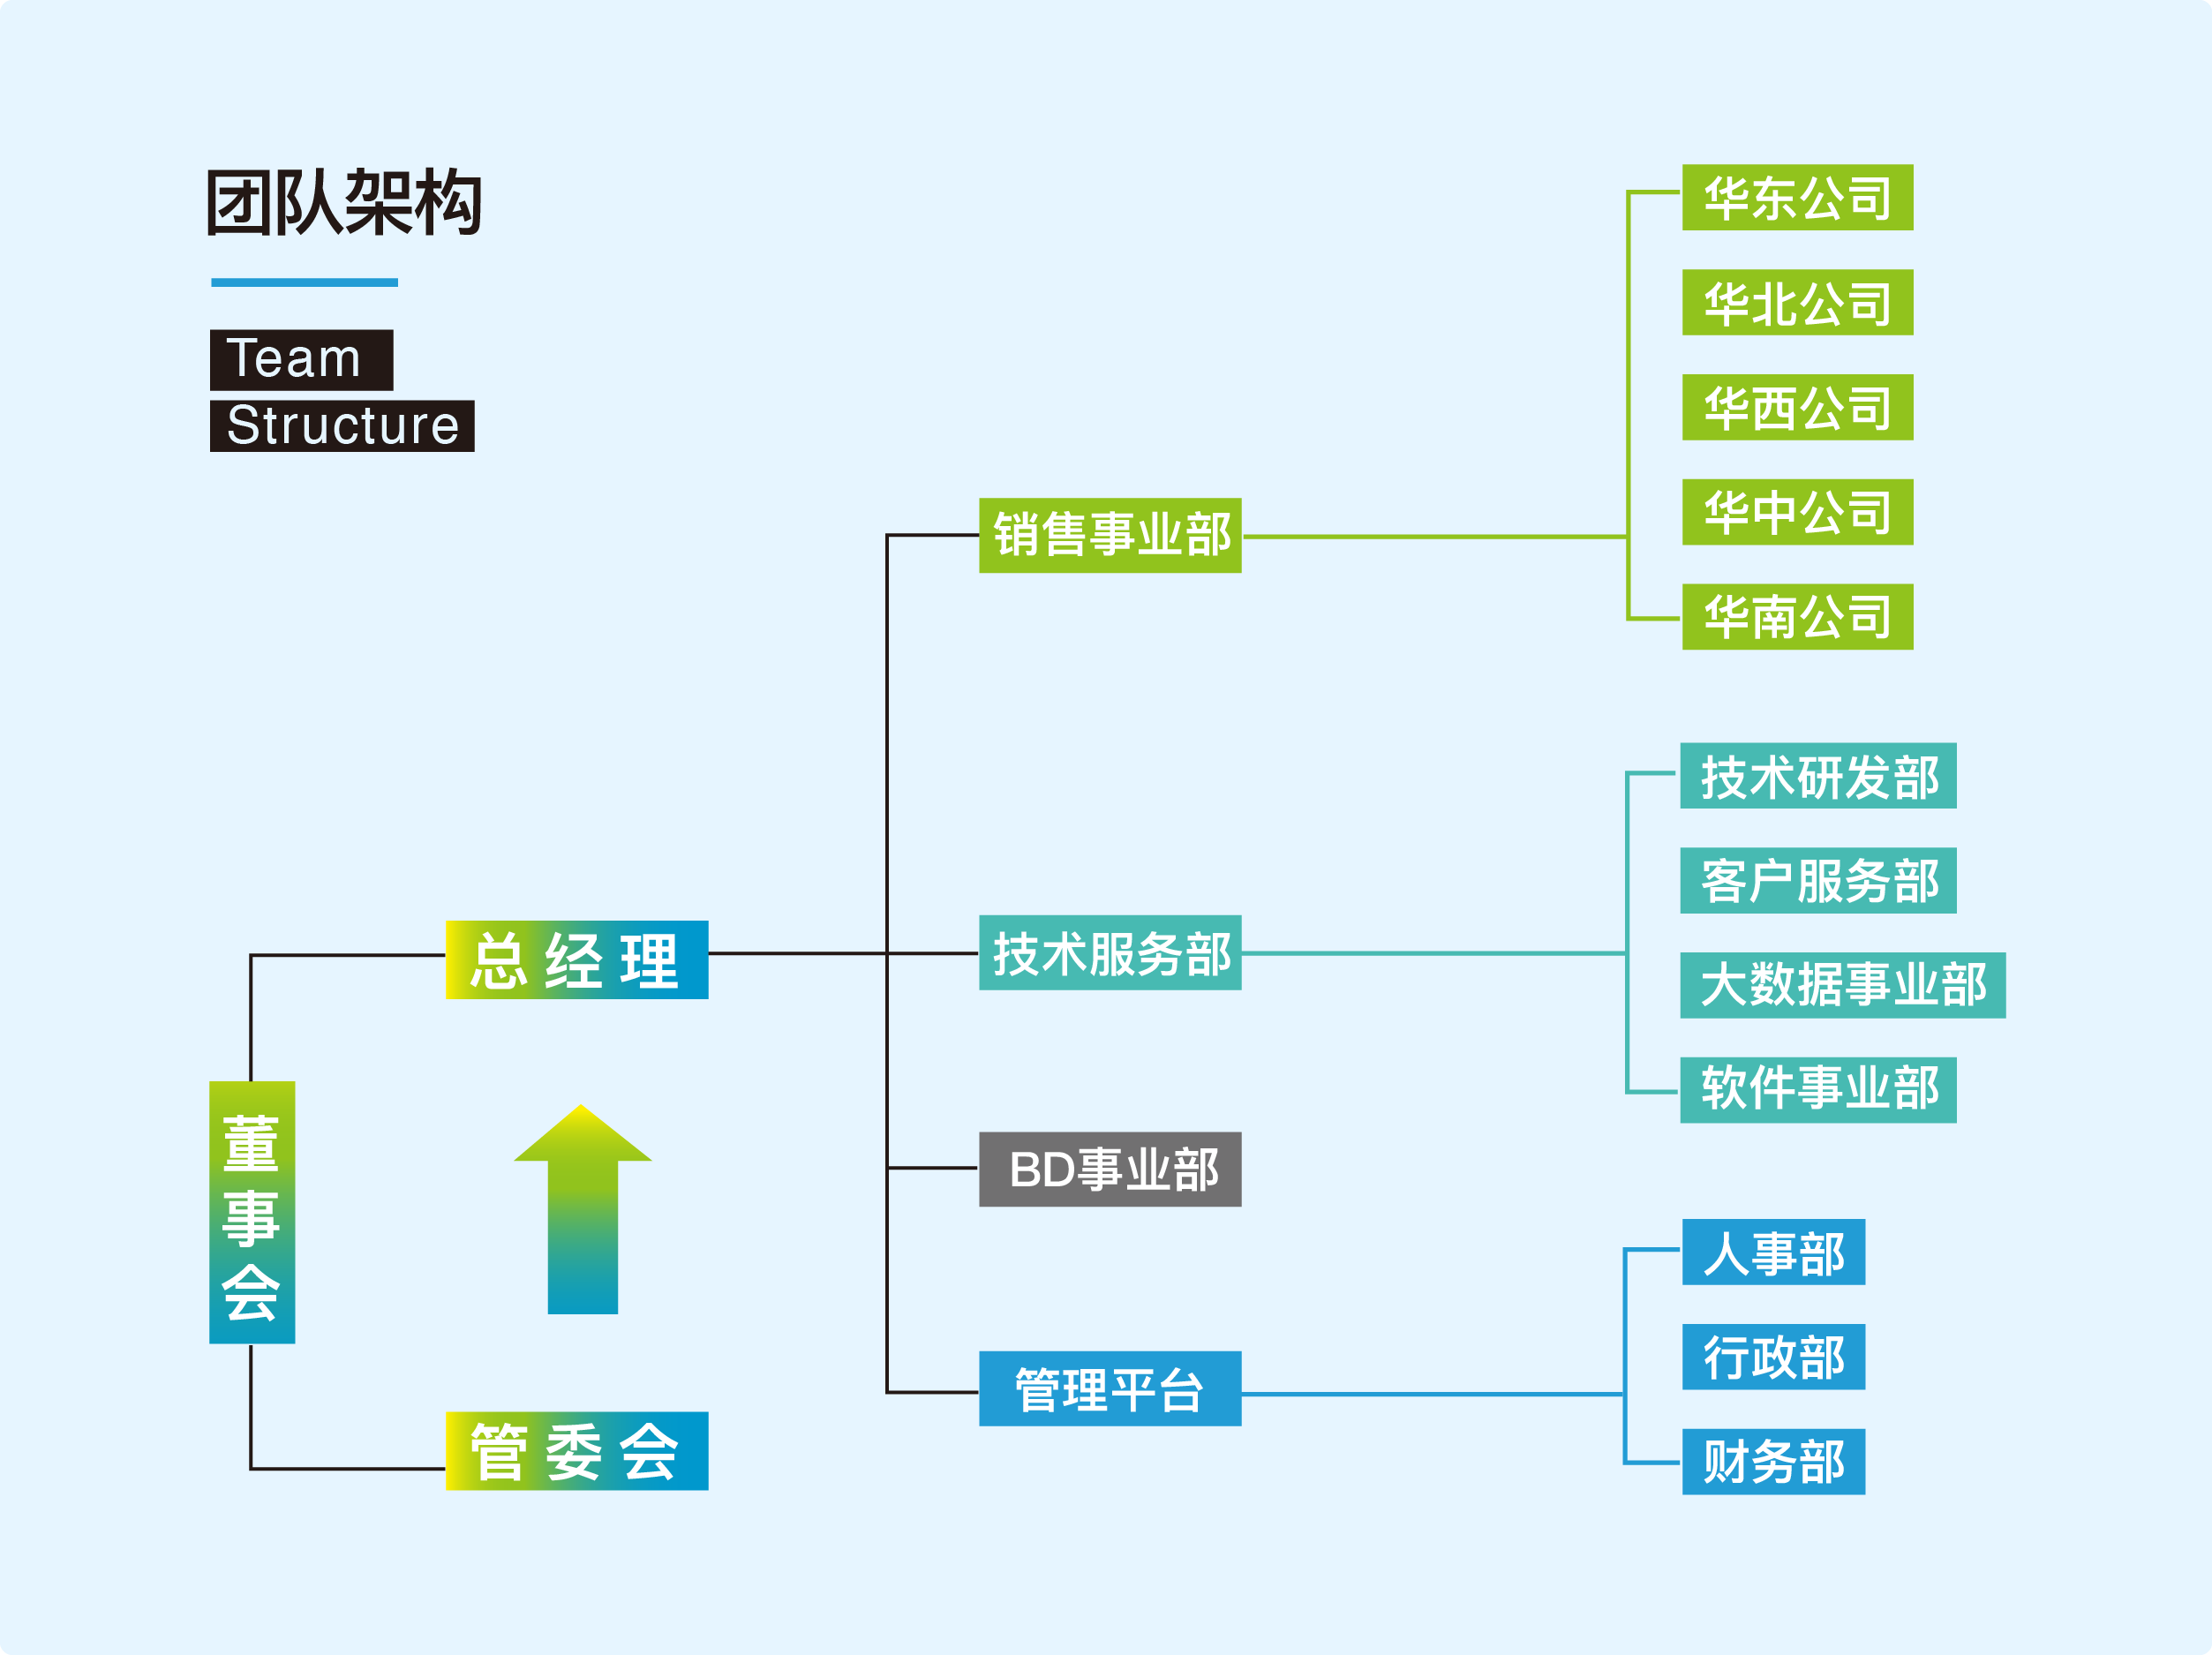 团队架构
Team
Structure
董事会
总经理
管委会
销售事业部
技术服务部
BD事业部
管理平台
华东公司
华北公司
华西公司
华中公司
华南公司
技术研发部
客户服务部
大数据事业部
软件事业部
人事部
行政部
财务部